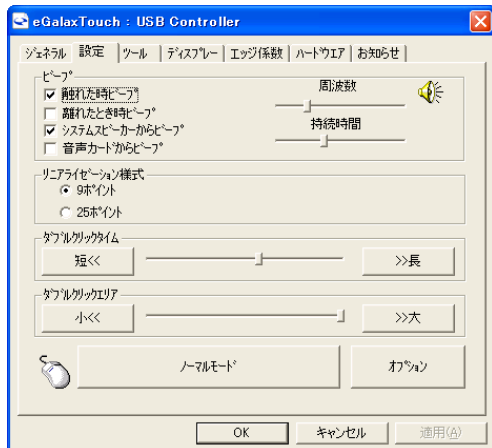 eGalaxTouch : USB Controller
ジェネラル 設定 ツール ディスプレー エッジ係数 ハードウエア お知らせ
ビープ
触れた時ビープ
離れたとき時ビープ
システムスピーカーからビープ
音声カードからビープ
周波数
持続時間
リニアライゼーション様式
9ポイント
25ポイント
ダブルクリックタイム
短<< >>長
ダブルクリックエリア
小<< >>大
ノーマルモード オプション
OK キャンセル 適用(A)